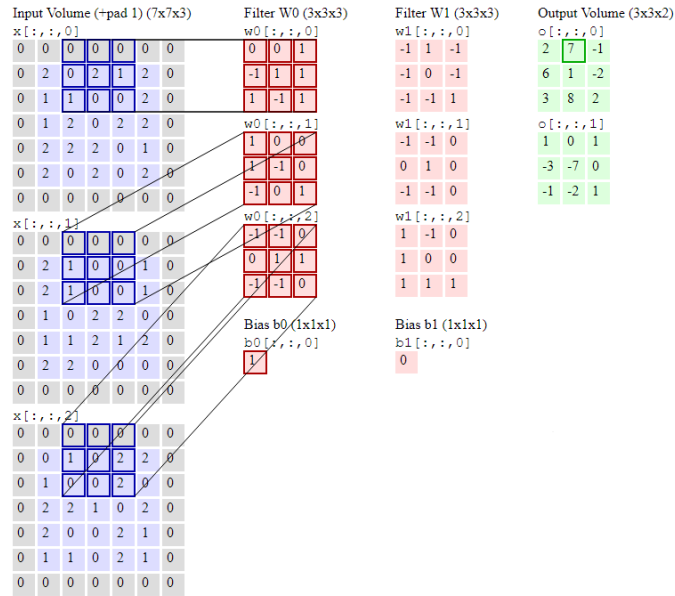 Input Volume (+pad 1) (7x7x3)
x[:,:,0]
0 0 0 0 0 0 0
0 2 0 2 1 2 0
0 1 1 0 0 2 0
0 1 2 0 2 2 0
0 2 2 2 0 1 0
0 2 0 2 0 2 0
0 0 0 0 0 0 0
x[:,:,1]
0 0 0 0 0 0 0
0 2 1 0 0 1 0
0 2 1 0 0 1 0
0 1 0 2 2 0 0
0 1 1 2 1 2 0
0 2 2 0 0 0 0
0 0 0 0 0 0 0
x[:,:,2]
0 0 0 0 0 0 0
0 0 1 0 2 2 0
0 1 0 0 2 0 0
0 2 2 1 0 2 0
0 2 0 0 2 1 0
0 1 1 0 2 1 0
0 0 0 0 0 0 0
Filter W0 (3x3x3)
w0[:,:,0]
0 0 1
-1 1 1
1 -1 1
w0[:,:,1]
1 0 0
1 -1 0
-1 0 1
w0[:,:,2]
-1 -1 0
0 1 1
-1 -1 0
Bias b0 (1x1x1)
b0[:,:,0]
1
Filter W1 (3x3x3)
w1[:,:,0]
-1 1 -1
-1 0 -1
-1 -1 1
w1[:,:,1]
-1 -1 0
0 1 0
-1 -1 0
w1[:,:,2]
1 -1 0
1 0 0
1 1 1
Bias b1 (1x1x1)
b1[:,:,0]
0
Output Volume (3x3x2)
o[:,:,0]
2 7 -1
6 1 -2
3 8 2
o[:,:,1]
1 0 1
-3 -7 0
-1 -2 1